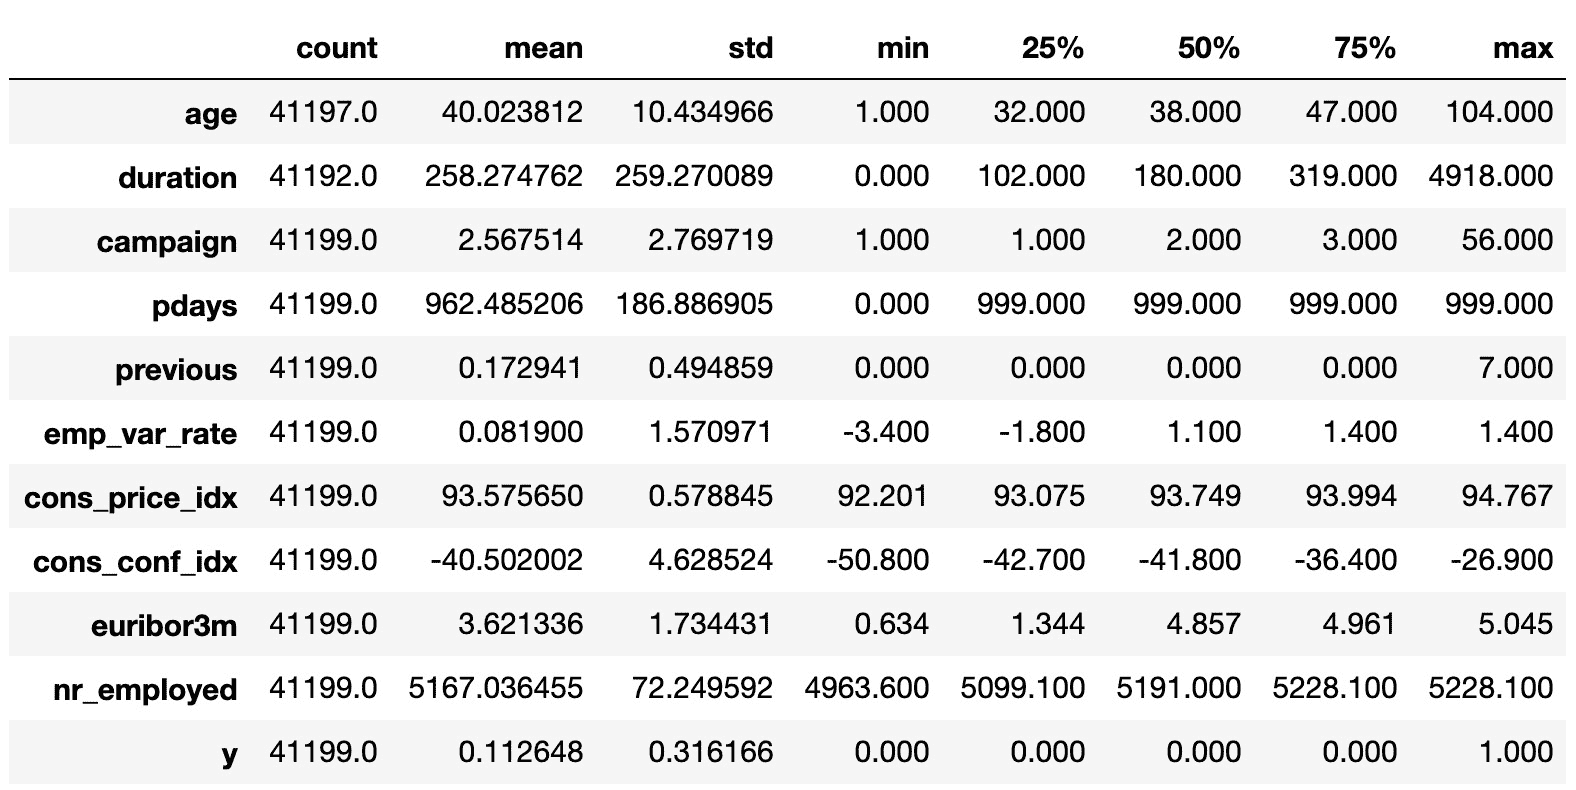 count mean std min 25% 50% 75% max
age 41197.0 40.023812 10.434966 1.000 32.000 38.000 47.000 104.000
duration 41192.0 258.274762 259.270089 0.000 102.000 180.000 319.000 4918.000
campaign 41199.0 2.567514 2.769719 1.000 1.000 2.000 3.000 56.000
pdays 41199.0 962.485206 186.886905 0.000 999.000 999.000 999.000 999.000
previous 41199.0 0.172941 0.494859 0.000 0.000 0.000 0.000 7.000
emp_var_rate 41199.0 0.081900 1.570971 -3.400 -1.800 1.100 1.400 1.400
cons_price_idx 41199.0 93.575650 0.578845 92.201 93.075 93.749 93.994 94.767
cons_conf_idx 41199.0 -40.502002 4.628524 -50.800 -42.700 -41.800 -36.400 -26.900
euribor3m 41199.0 3.621336 1.734431 0.634 1.344 4.857 4.961 5.045
nr_employed 41199.0 5167.036455 72.249592 4963.600 5099.100 5191.000 5228.100 5228.100
y 41199.0 0.112648 0.316166 0.000 0.000 0.000 0.000 1.000